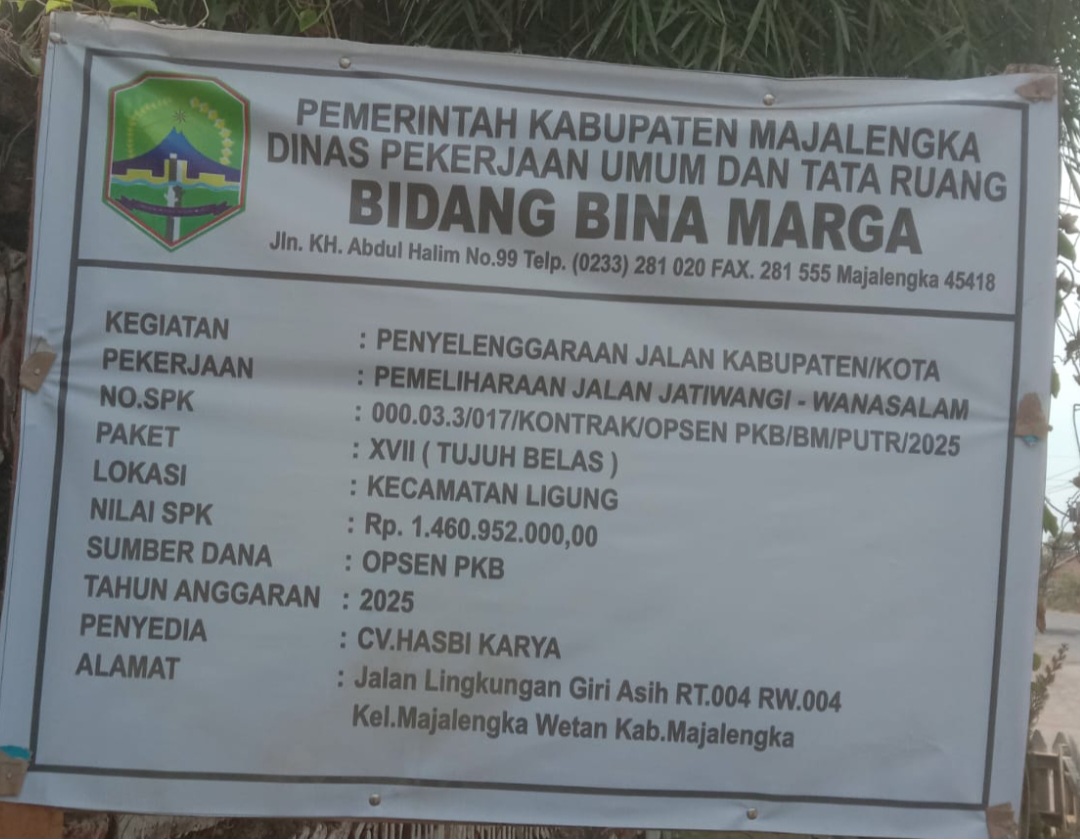 PEMERINTAH KABUPATEN MAJALENGKA
DINAS PEKERJAAN UMUM DAN TATA RUANG
BIDANG BINA MARGA
Jln. KH. Abdul Halim No.99 Telp. (0233) 281 020 FAX. 281 555 Majalengka 45418
KEGIATAN : PENYELENGGARAAN JALAN KABUPATEN/KOTA
PEKERJAAN : PEMELIHARAAN JALAN JATIWANGI - WANASALAM
NO.SPK : 000.03.3/017/KONTRAK/OPSEN PKB/BM/PUTR/2025
PAKET : XVII ( TUJUH BELAS )
LOKASI : KECAMATAN LIGUNG
NILAI SPK : Rp. 1.460.952.000,00
SUMBER DANA : OPSEN PKB
TAHUN ANGGARAN : 2025
PENYEDIA : CV.HASBI KARYA
ALAMAT : Jalan Lingkungan Giri Asih RT.004 RW.004
Kel.Majalengka Wetan Kab.Majalengka